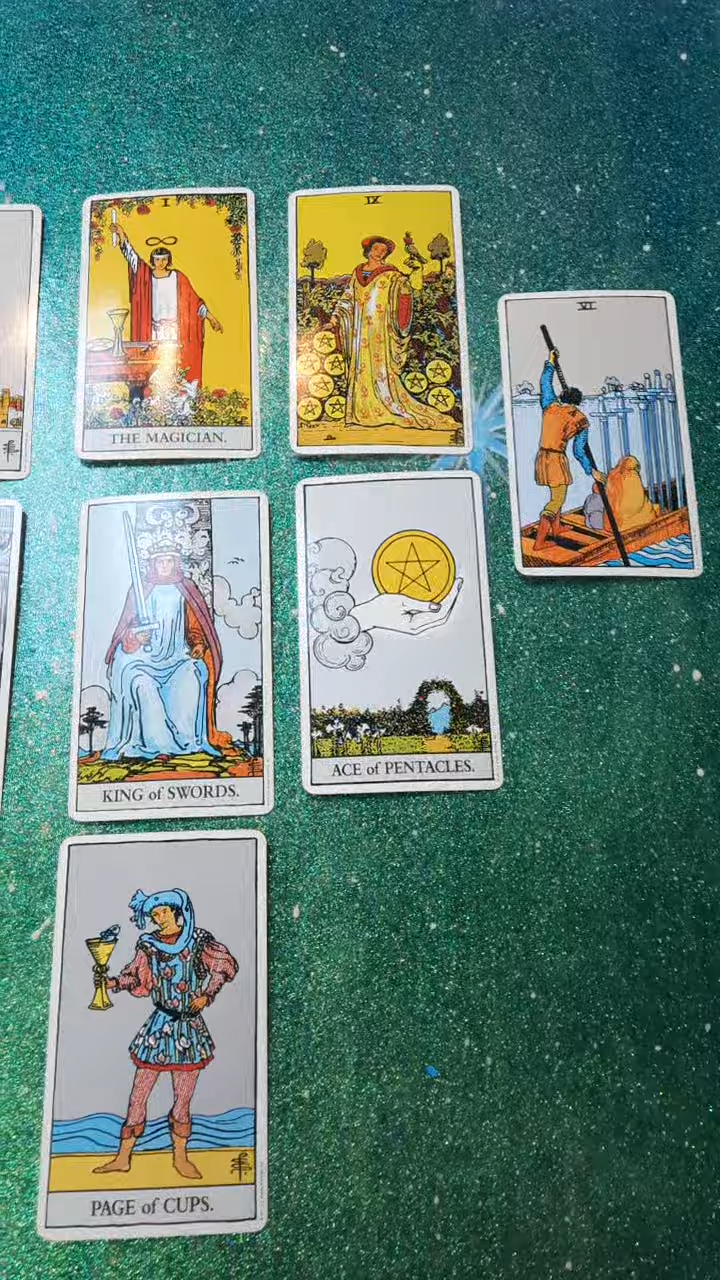 I
THE MAGICIAN.
IX
VI
KING of SWORDS.
ACE of PENTACLES.
PAGE of CUPS.